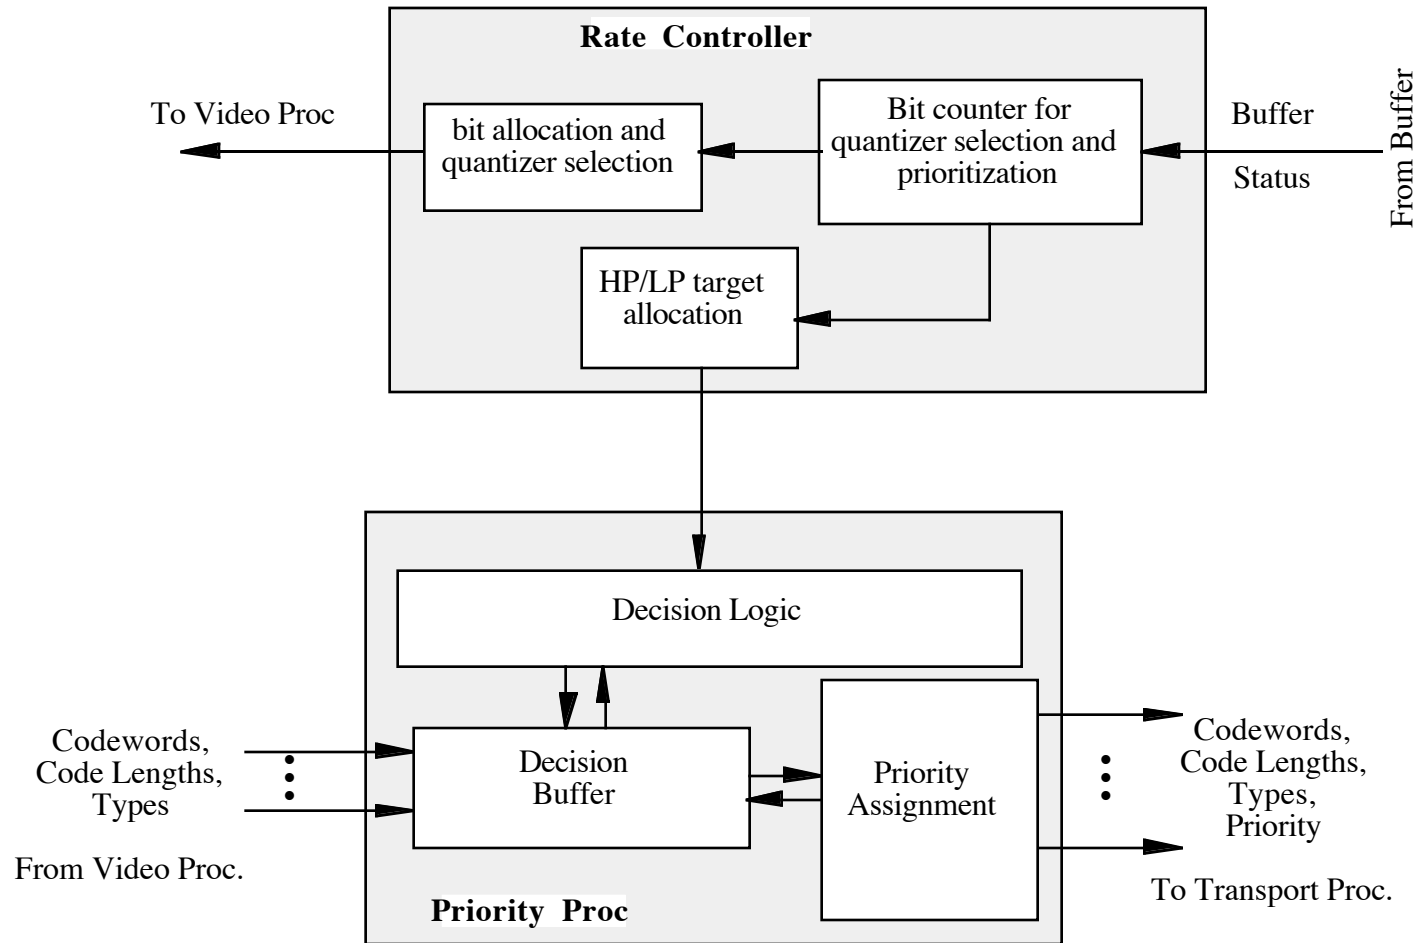 Rate Controller
To Video Proc
bit allocation and
quantizer selection
Bit counter for
quantizer selection and
prioritization
Buffer
Status
From Buffer
HP/LP target
allocation
Decision Logic
Codewords,
Code Lengths,
Types
From Video Proc.
Decision
Buffer
Priority
Assignment
Codewords,
Code Lengths,
Types,
Priority
To Transport Proc.
Priority Proc